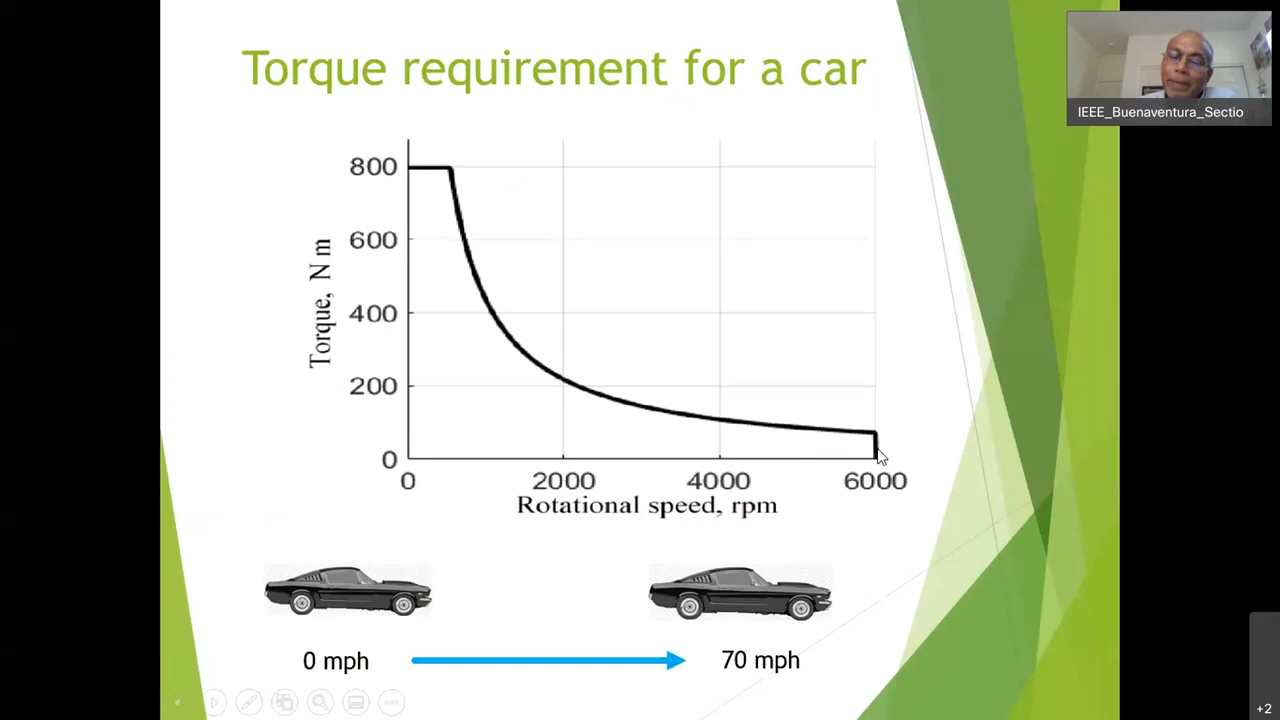 Torque requirement for a car
IEEE_Buenaventura_Sectio
800
600
400
200
0
Torque, N m
0 2000 4000 6000
Rotational speed, rpm
0 mph 70 mph
+2